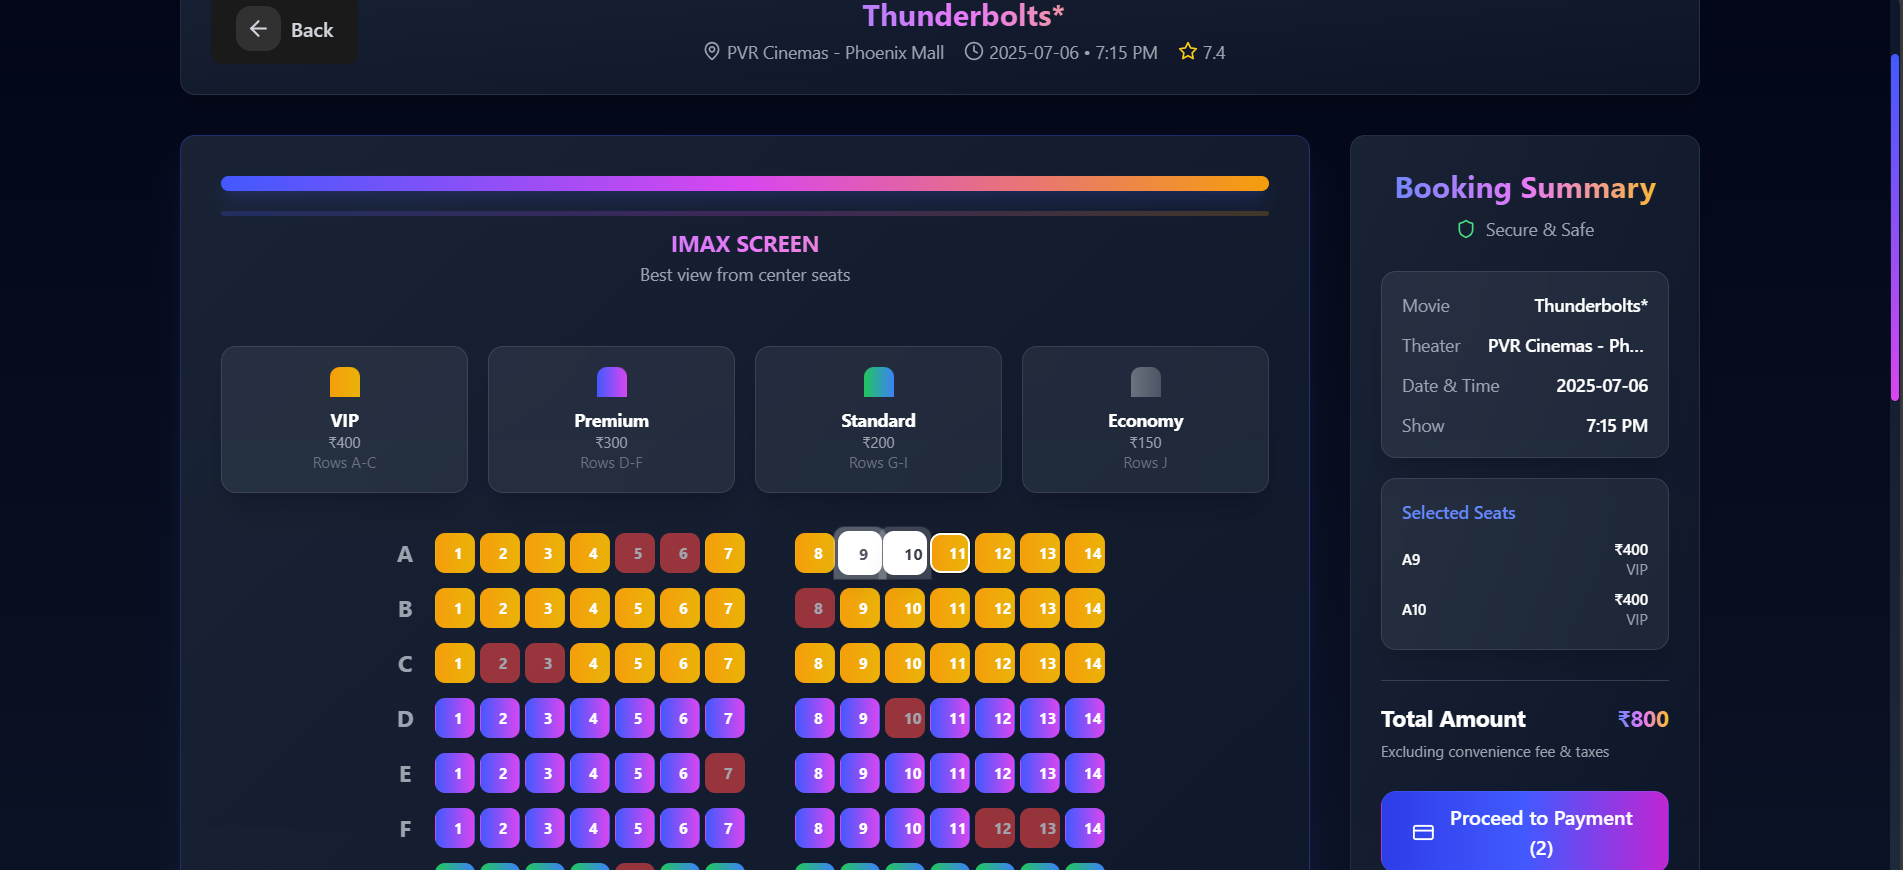 Back
Thunderbolts*
PVR Cinemas - Phoenix Mall 2025-07-06 • 7:15 PM 7.4
IMAX SCREEN
Best view from center seats
VIP
₹400
Rows A-C
Premium
₹300
Rows D-F
Standard
₹200
Rows G-I
Economy
₹150
Rows J
A 1 2 3 4 5 6 7 8 9 10 11 12 13 14
B 1 2 3 4 5 6 7 8 9 10 11 12 13 14
C 1 2 3 4 5 6 7 8 9 10 11 12 13 14
D 1 2 3 4 5 6 7 8 9 10 11 12 13 14
E 1 2 3 4 5 6 7 8 9 10 11 12 13 14
F 1 2 3 4 5 6 7 8 9 10 11 12 13 14
Booking Summary
Secure & Safe
Movie Thunderbolts*
Theater PVR Cinemas - Ph...
Date & Time 2025-07-06
Show 7:15 PM
Selected Seats
A9 ₹400
VIP
A10 ₹400
VIP
Total Amount ₹800
Excluding convenience fee & taxes
Proceed to Payment
(2)